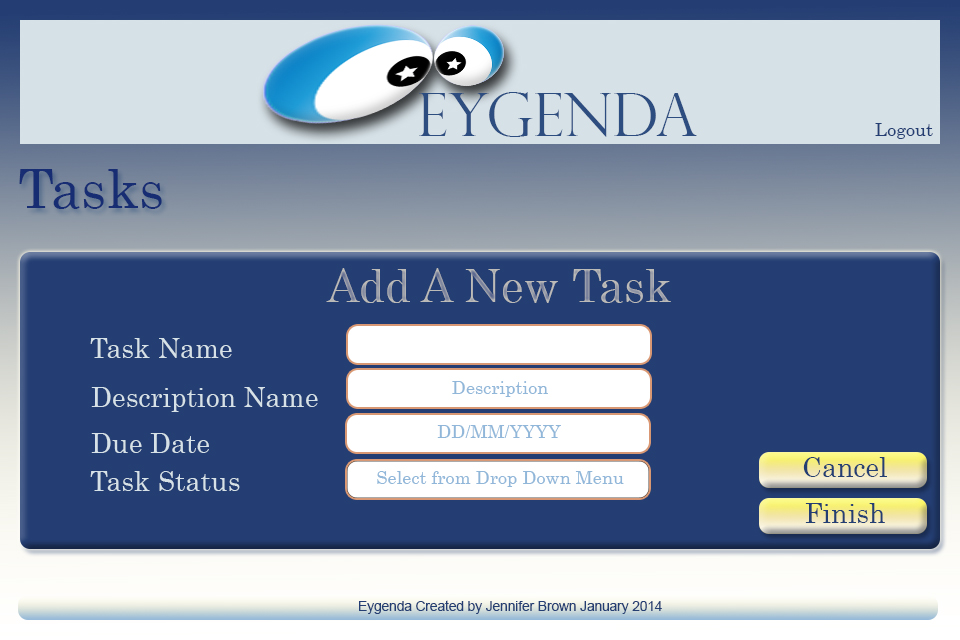 EYGENDA
Logout
Tasks
Add A New Task
Task Name
Description Name
Description
Due Date
DD/MM/YYYY
Task Status
Select from Drop Down Menu
Cancel
Finish
Eygenda Created by Jennifer Brown January 2014